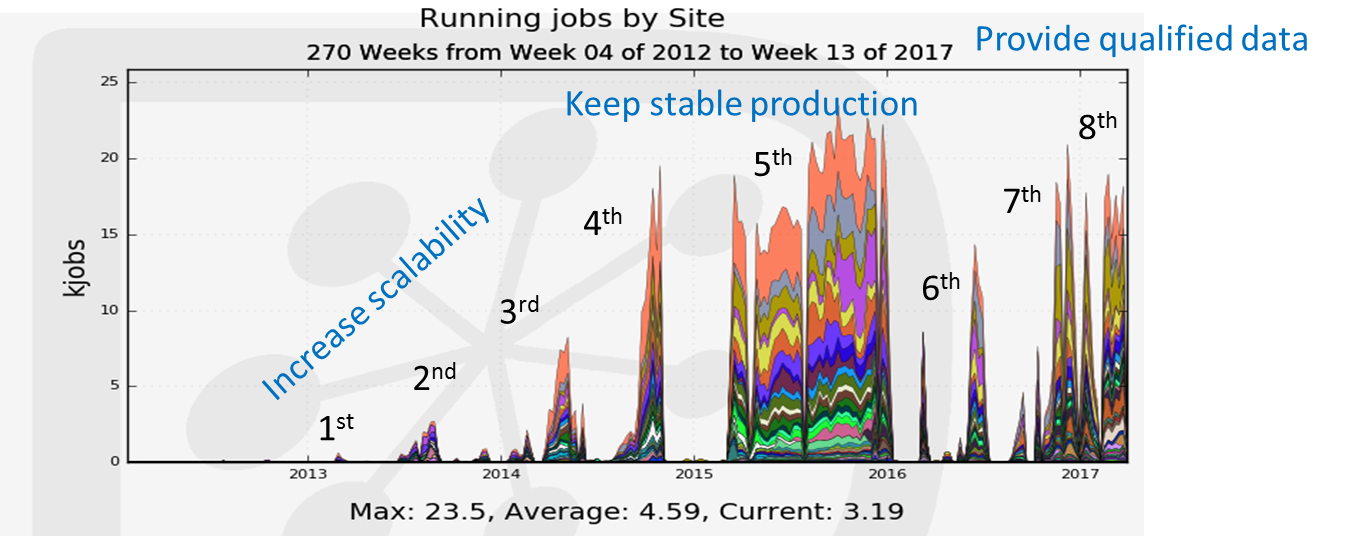 Running jobs by Site
270 Weeks from Week 04 of 2012 to Week 13 of 2017
Provide qualified data
Keep stable production
Increase scalability
1st
2nd
3rd
4th
5th
6th
7th
8th
kjobs
25
20
15
10
5
0
2013
2014
2015
2016
2017
Max: 23.5, Average: 4.59, Current: 3.19